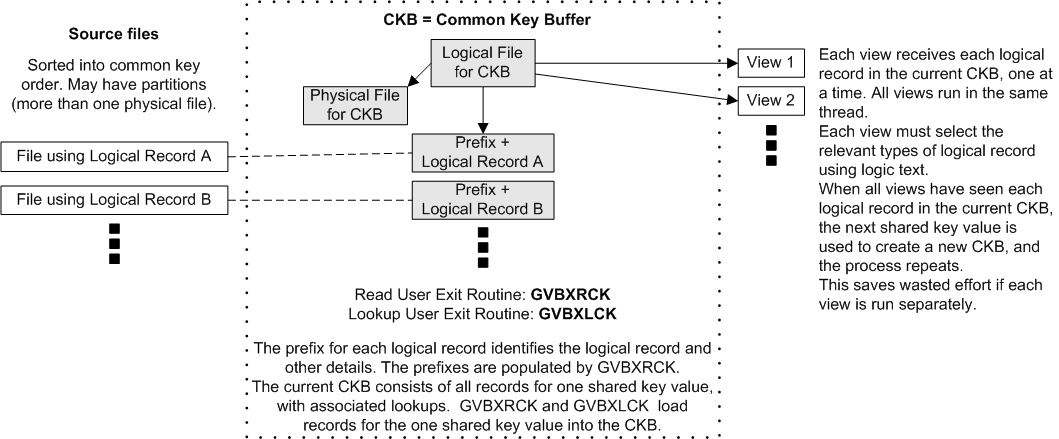 Source files
Sorted into common key
order. May have partitions
(more than one physical file).
File using Logical Record A
File using Logical Record B
CKB = Common Key Buffer
Logical File
for CKB
Physical File
for CKB
Prefix +
Logical Record A
Prefix +
Logical Record B
Read User Exit Routine: GVBXRCK
Lookup User Exit Routine: GVBXLCK
The prefix for each logical record identifies the logical record and
other details. The prefixes are populated by GVBXRCK.
The current CKB consists of all records for one shared key value,
with associated lookups.  GVBXRCK and GVBXLCK  load
records for the one shared key value into the CKB.
View 1
View 2
Each view receives each logical
record in the current CKB, one at
a time. All views run in the same
thread.
Each view must select the
relevant types of logical record
using logic text.
When all views have seen each
logical record in the current CKB,
the next shared key value is
used to create a new CKB, and
the process repeats.
This saves wasted effort if each
view is run separately.